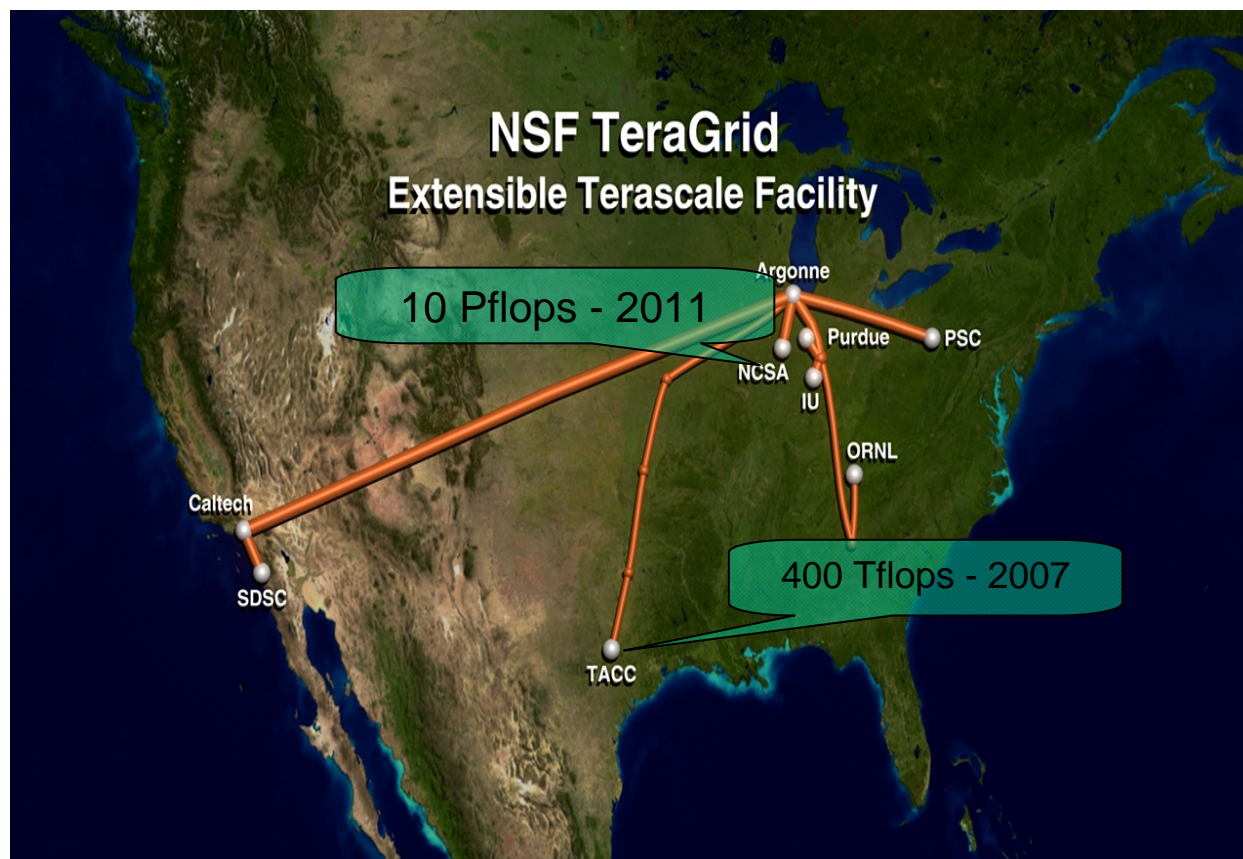 NSF TeraGrid
Extensible Terascale Facility
Argonne
10 Pflops - 2011
Purdue
PSC
NCSA
IU
ORNL
Caltech
400 Tflops - 2007
SDSC
TACC